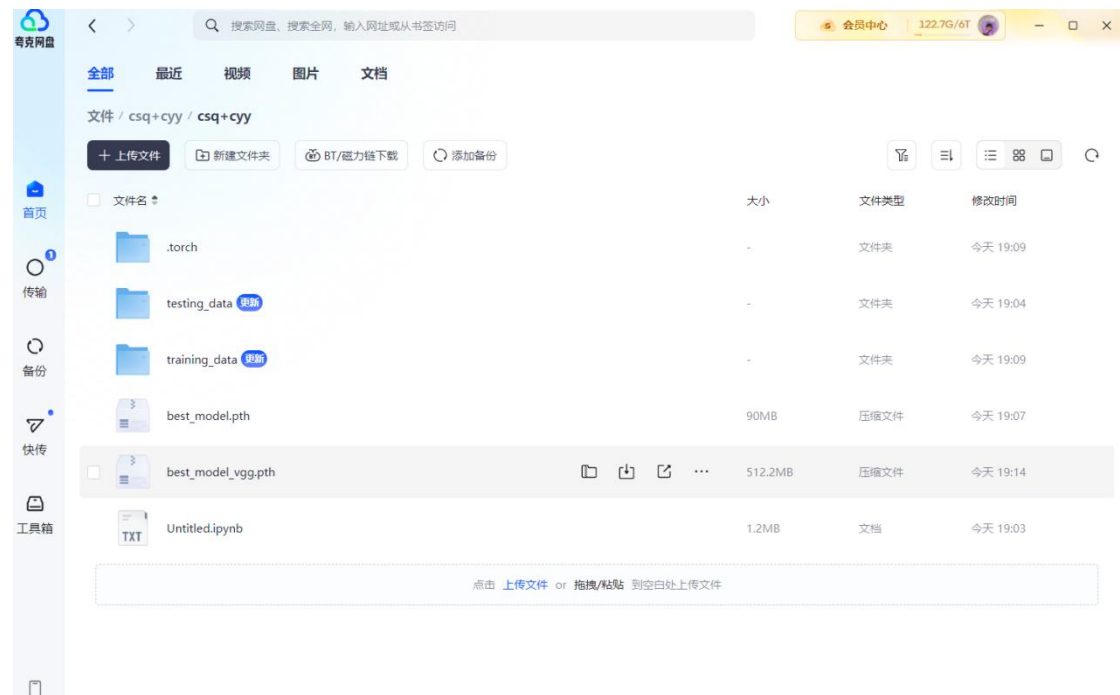 夸克网盘
搜索网盘、搜索全网，输入网址或从书签访问
会员中心 122.7G/6T
全部 最近 视频 图片 文档
文件 / csq+cyy / csq+cyy
上传文件 新建文件夹 BT/磁力链下载 添加备份
首页
传输 1
备份
快传
工具箱
文件名 大小 文件类型 修改时间
.torch - 文件夹 今天 19:09
testing_data 更新 - 文件夹 今天 19:04
training_data 更新 - 文件夹 今天 19:09
best_model.pth 90MB 压缩文件 今天 19:07
best_model_vgg.pth 512.2MB 压缩文件 今天 19:14
TXT Untitled.ipynb 1.2MB 文档 今天 19:03
点击 上传文件 or 拖拽/粘贴 到空白处上传文件